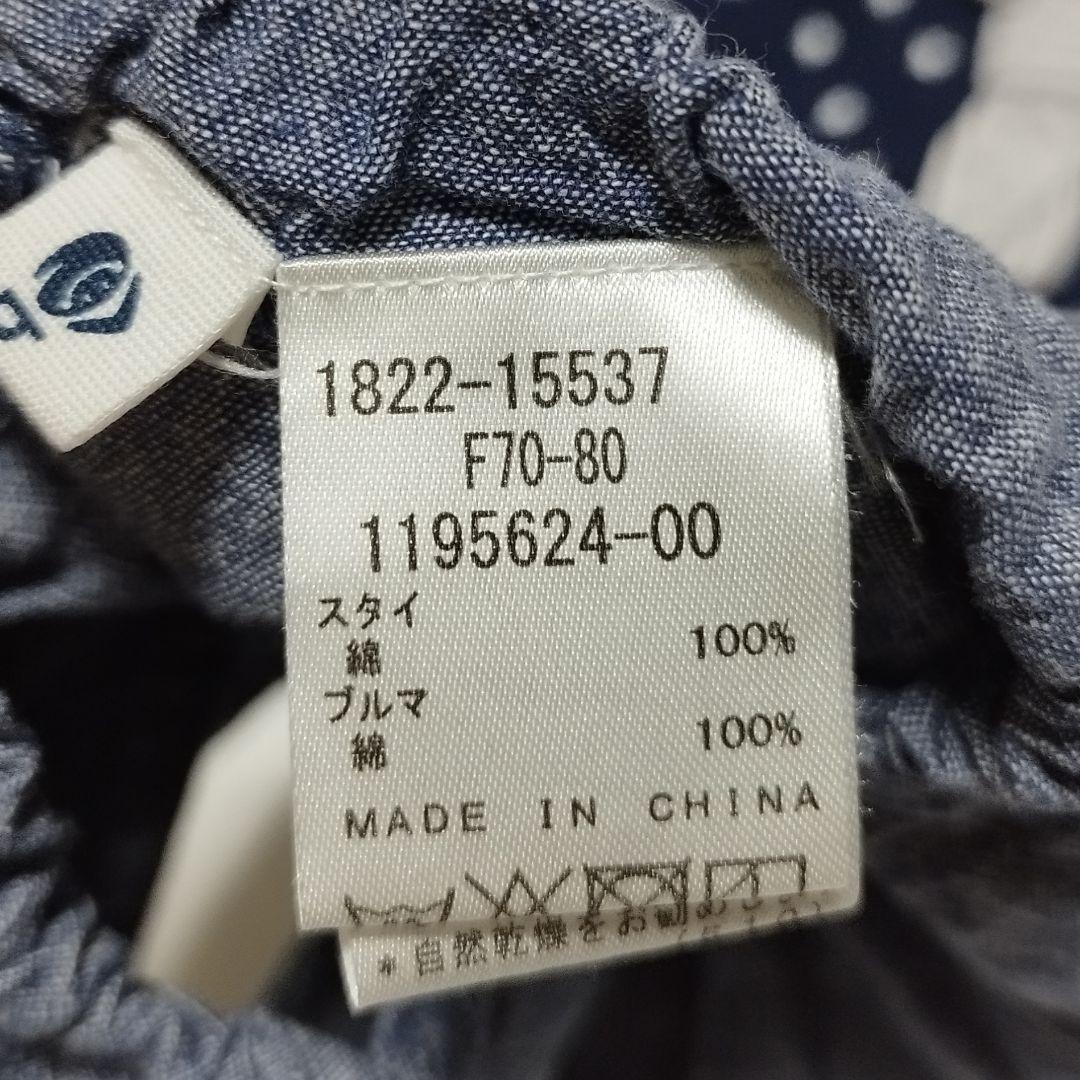 1822-15537
F70-80
1195624-00
スタイ
綿 100%
ブルマ
綿 100%
MADE IN CHINA
*自然乾燥をお勧め